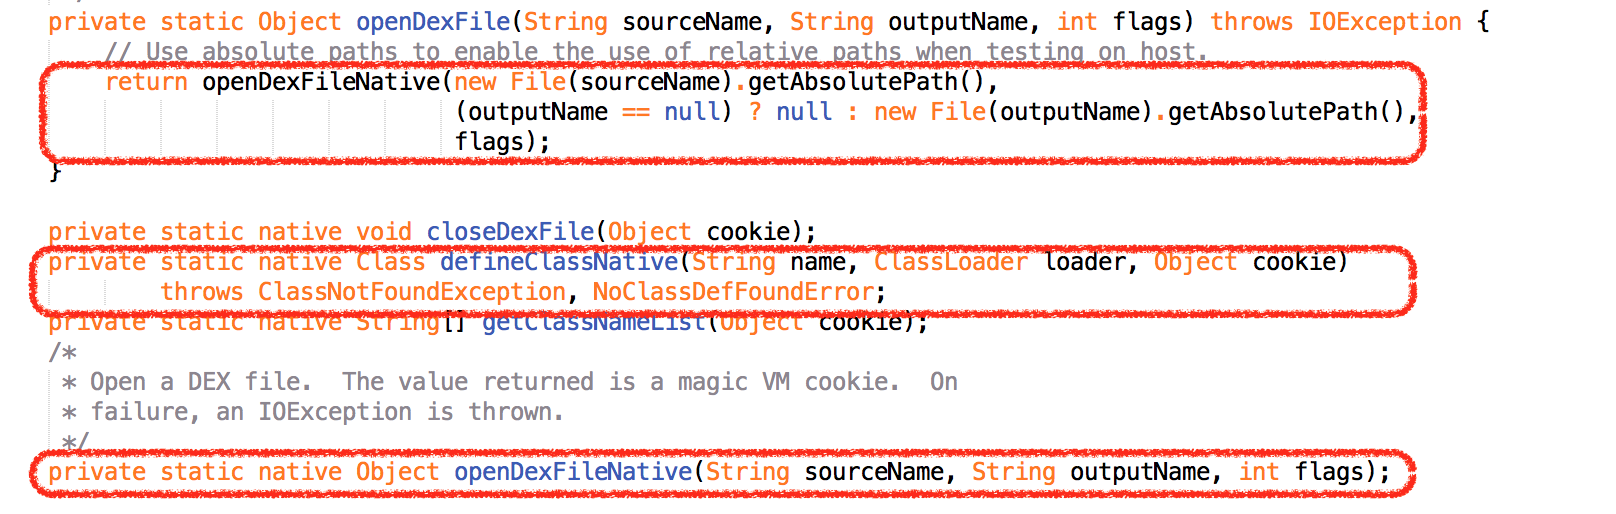 private static Object openDexFile(String sourceName, String outputName, int flags) throws IOException {
// Use absolute paths to enable the use of relative paths when testing on host.
return openDexFileNative(new File(sourceName).getAbsolutePath(),
(outputName == null) ? null : new File(outputName).getAbsolutePath(),
flags);
}
private static native void closeDexFile(Object cookie);
private static native Class defineClassNative(String name, ClassLoader loader, Object cookie)
throws ClassNotFoundException, NoClassDefFoundError;
private static native String[] getClassNameList(Object cookie);
/*
* Open a DEX file.  The value returned is a magic VM cookie.  On
* failure, an IOException is thrown.
*/
private static native Object openDexFileNative(String sourceName, String outputName, int flags);